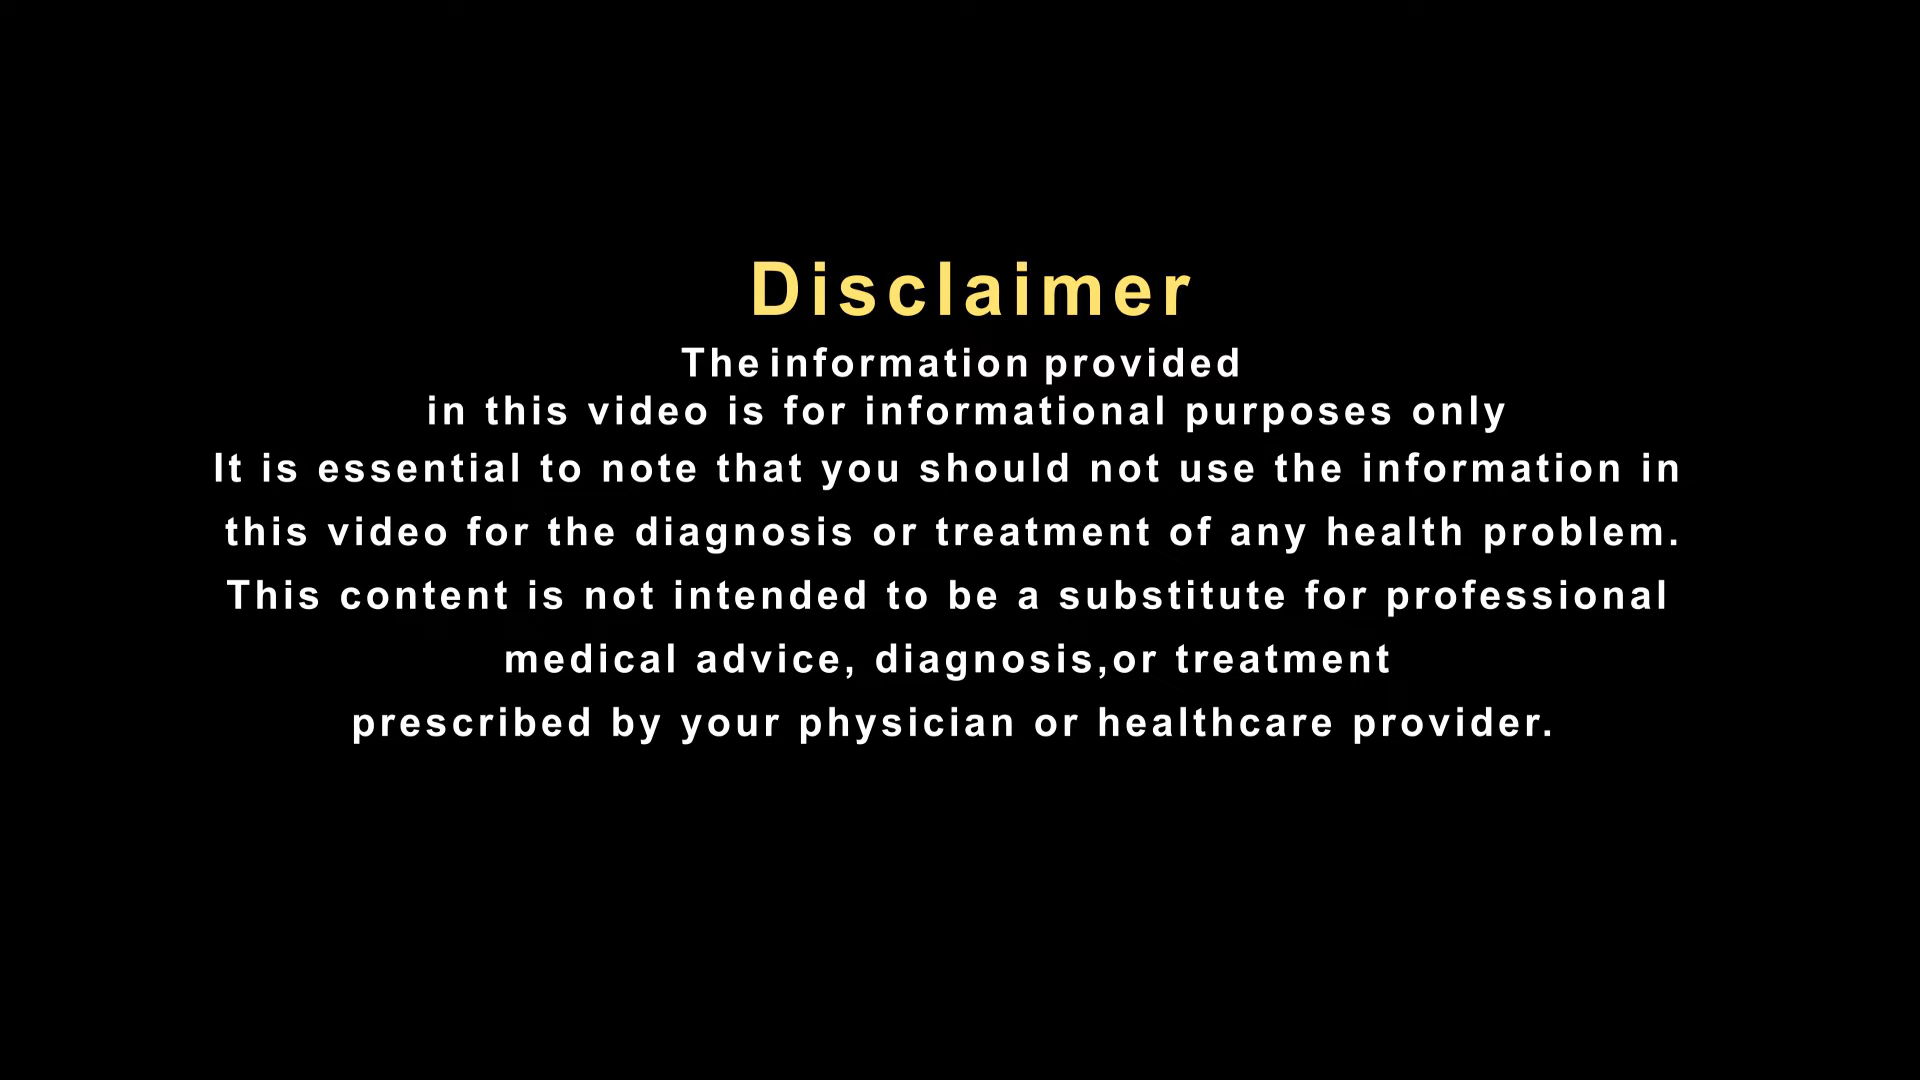 Disclaimer
The information provided
in this video is for informational purposes only
It is essential to note that you should not use the information in
this video for the diagnosis or treatment of any health problem.
This content is not intended to be a substitute for professional
medical advice, diagnosis,or treatment
prescribed by your physician or healthcare provider.